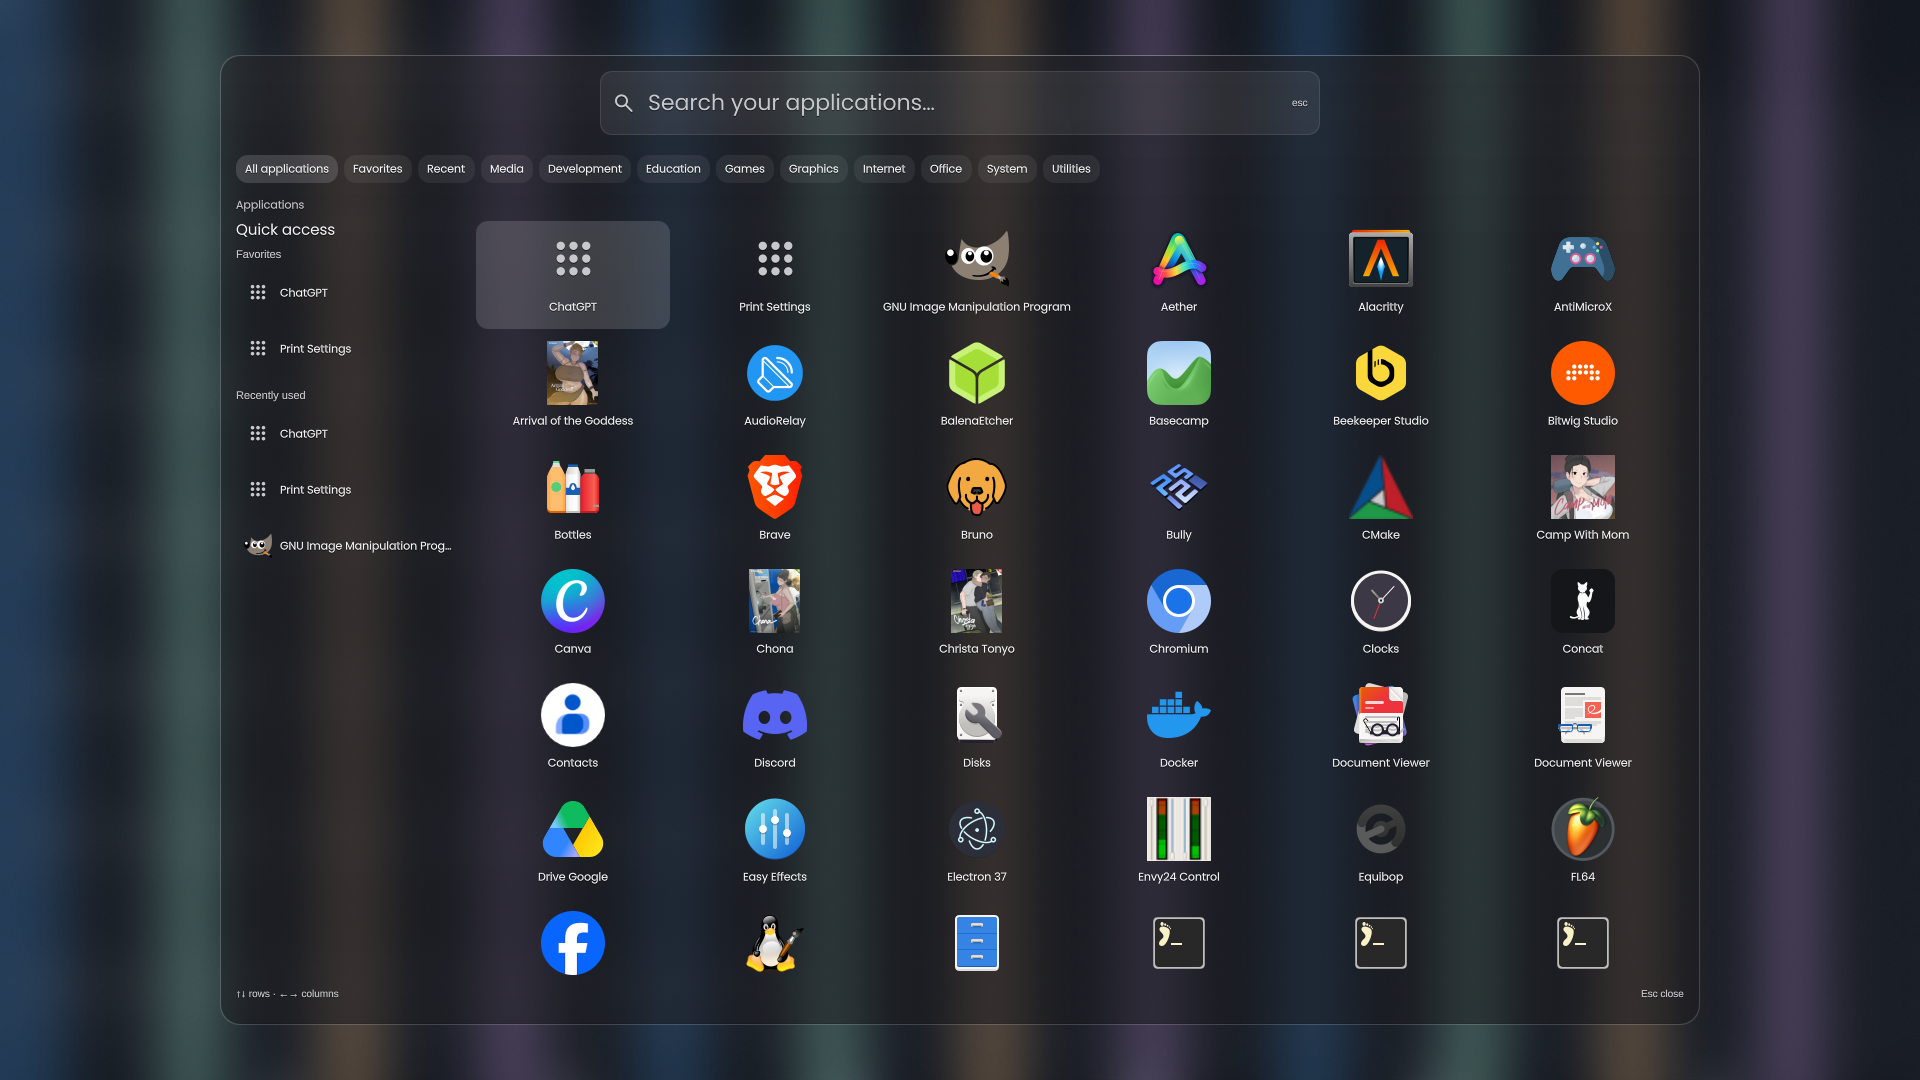 Search your applications...
esc
All applications
Favorites
Recent
Media
Development
Education
Games
Graphics
Internet
Office
System
Utilities
Applications
Quick access
Favorites
ChatGPT
Print Settings
Recently used
ChatGPT
Print Settings
GNU Image Manipulation Prog...
ChatGPT
Print Settings
GNU Image Manipulation Program
Aether
Alacritty
AntiMicroX
Arrival of the Goddess
AudioRelay
BalenaEtcher
Basecamp
Beekeeper Studio
Bitwig Studio
Bottles
Brave
Bruno
Bully
CMake
Camp With Mom
Canva
Chona
Christa Tonyo
Chromium
Clocks
Concat
Contacts
Discord
Disks
Docker
Document Viewer
Document Viewer
Drive Google
Easy Effects
Electron 37
Envy24 Control
Equibop
FL64
↑↓ rows · ←→ columns
Esc close